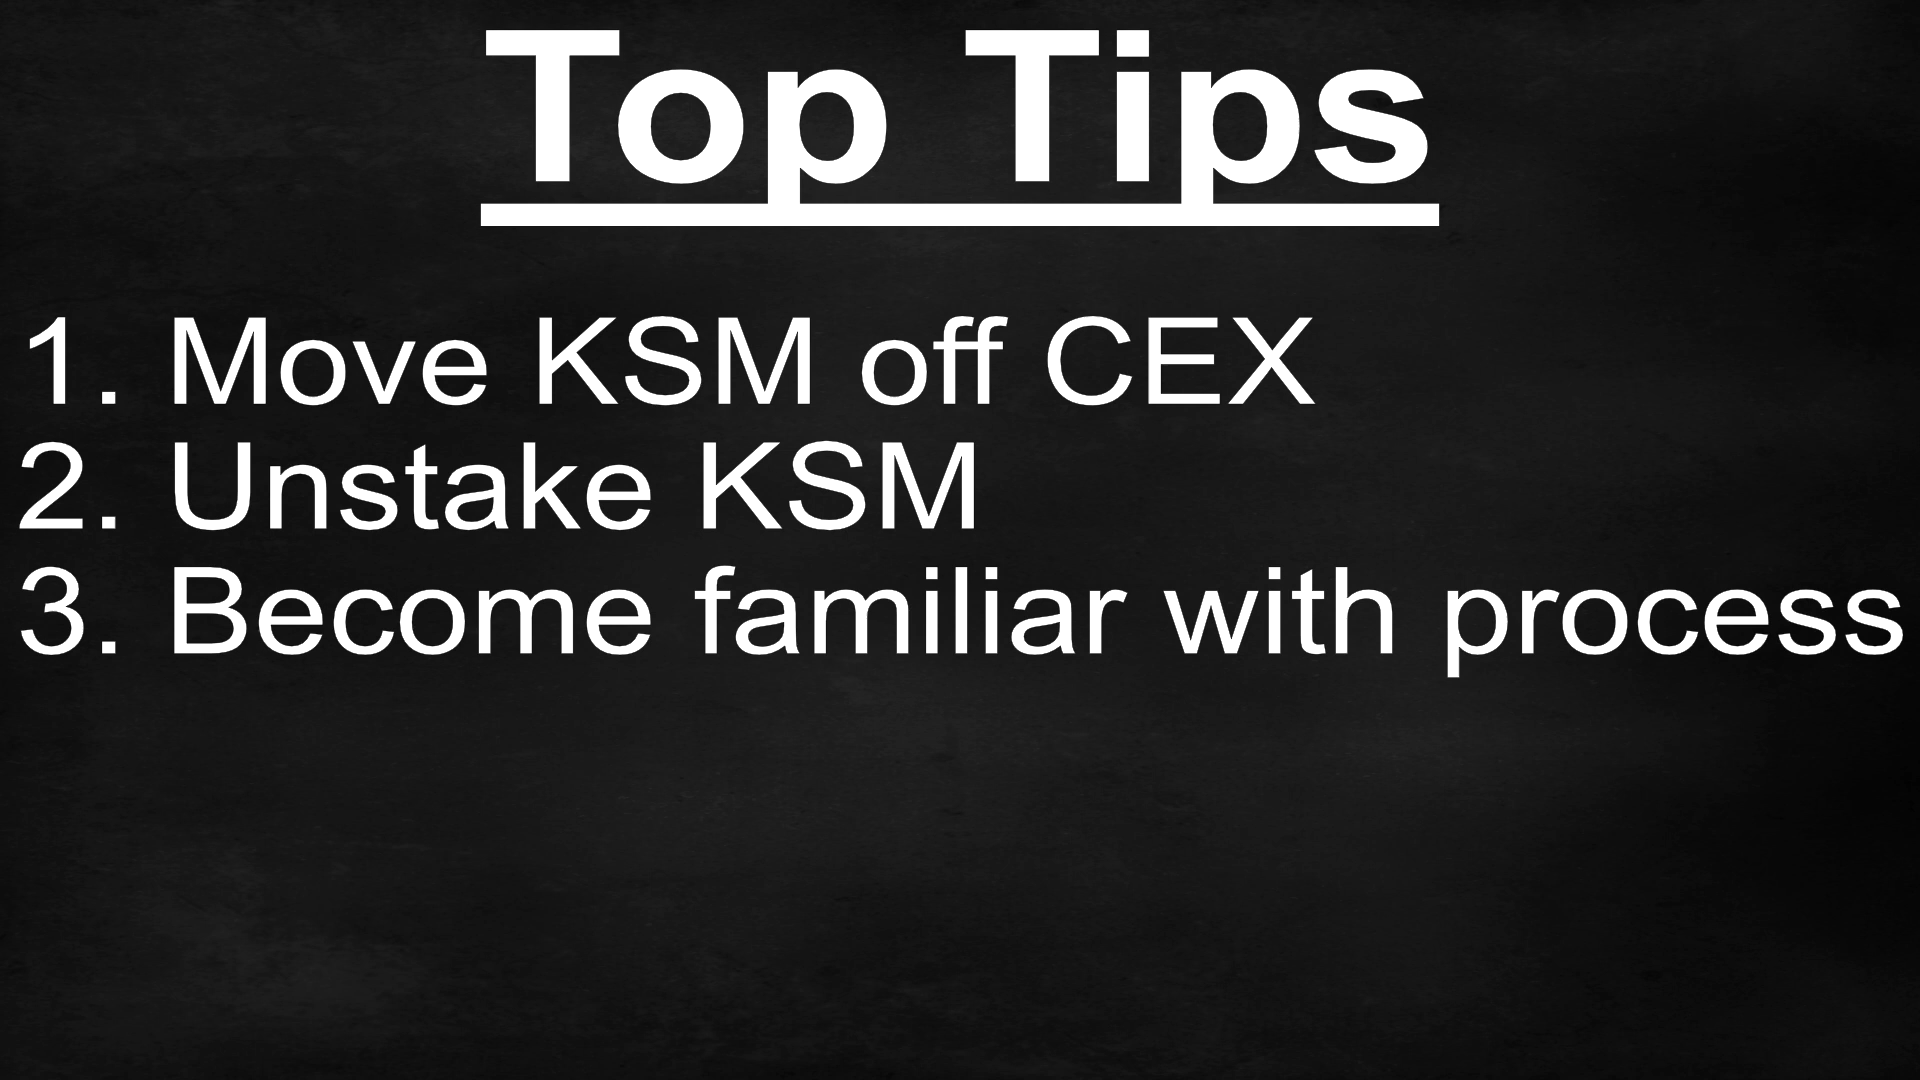 Top Tips
1. Move KSM off CEX
2. Unstake KSM
3. Become familiar with process